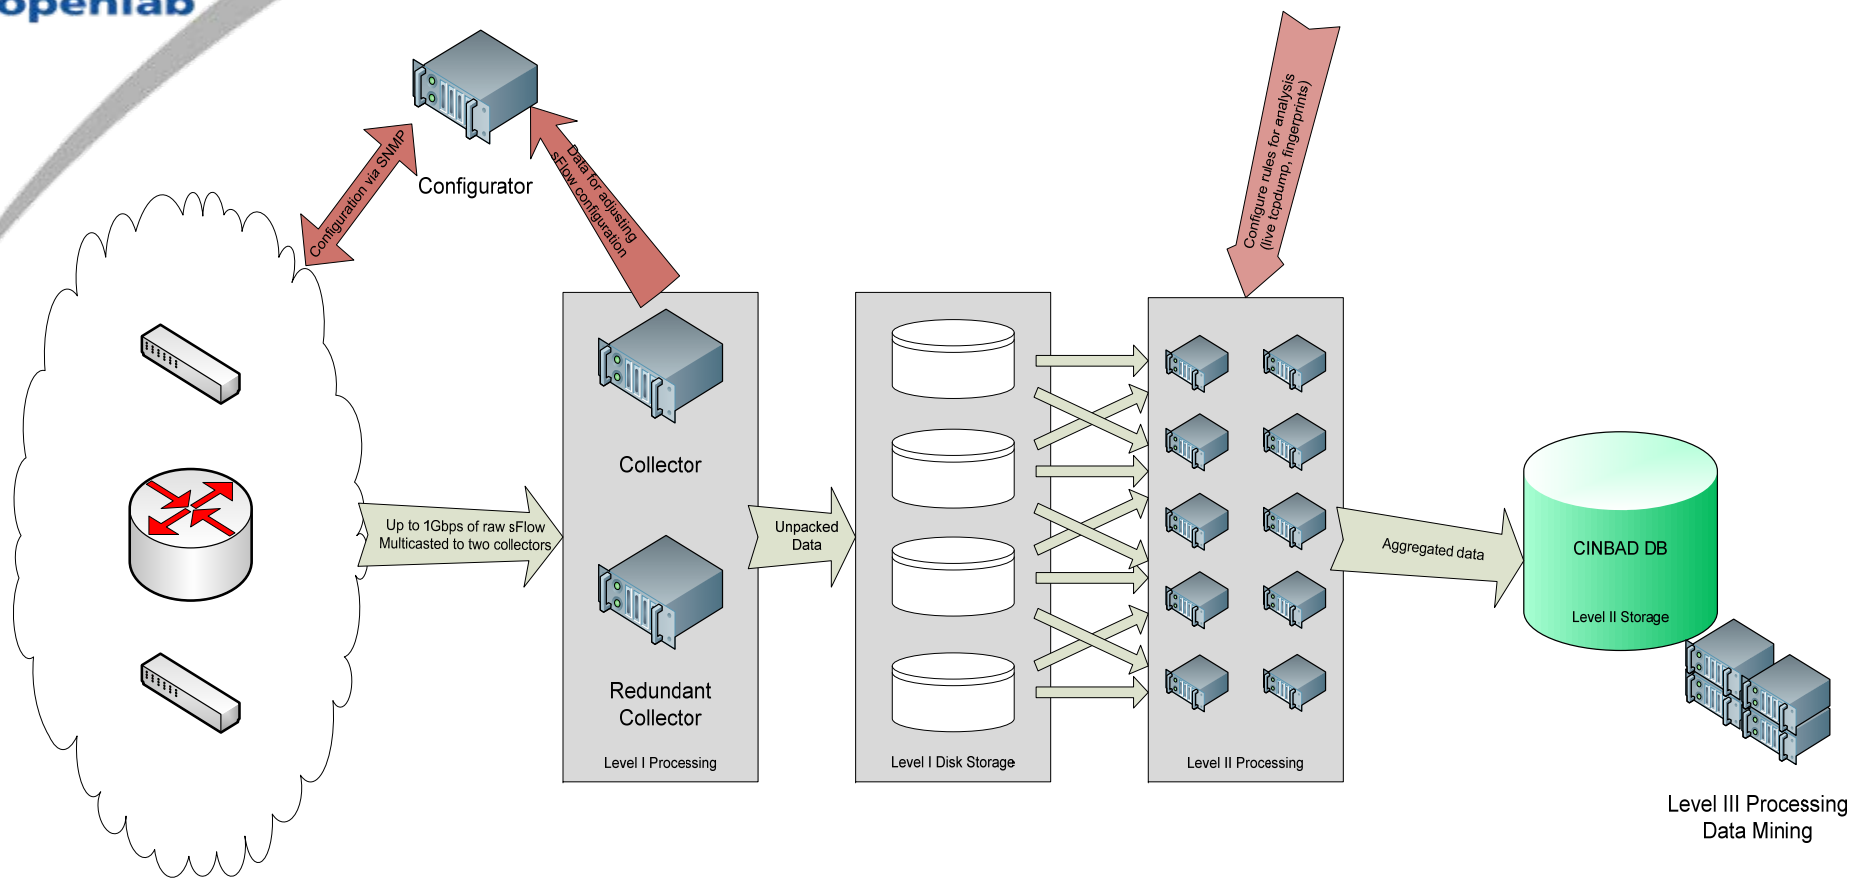 openlab
Configurator
Configuration via SNMP
Data for adjusting
sFlow configuration
Configure rules for analysis
(live tcpdump, fingerprints)
Up to 1Gbps of raw sFlow
Multicasted to two collectors
Collector
Redundant
Collector
Level I Processing
Unpacked
Data
Level I Disk Storage
Level II Processing
Aggregated data
CINBAD DB
Level II Storage
Level III Processing
Data Mining